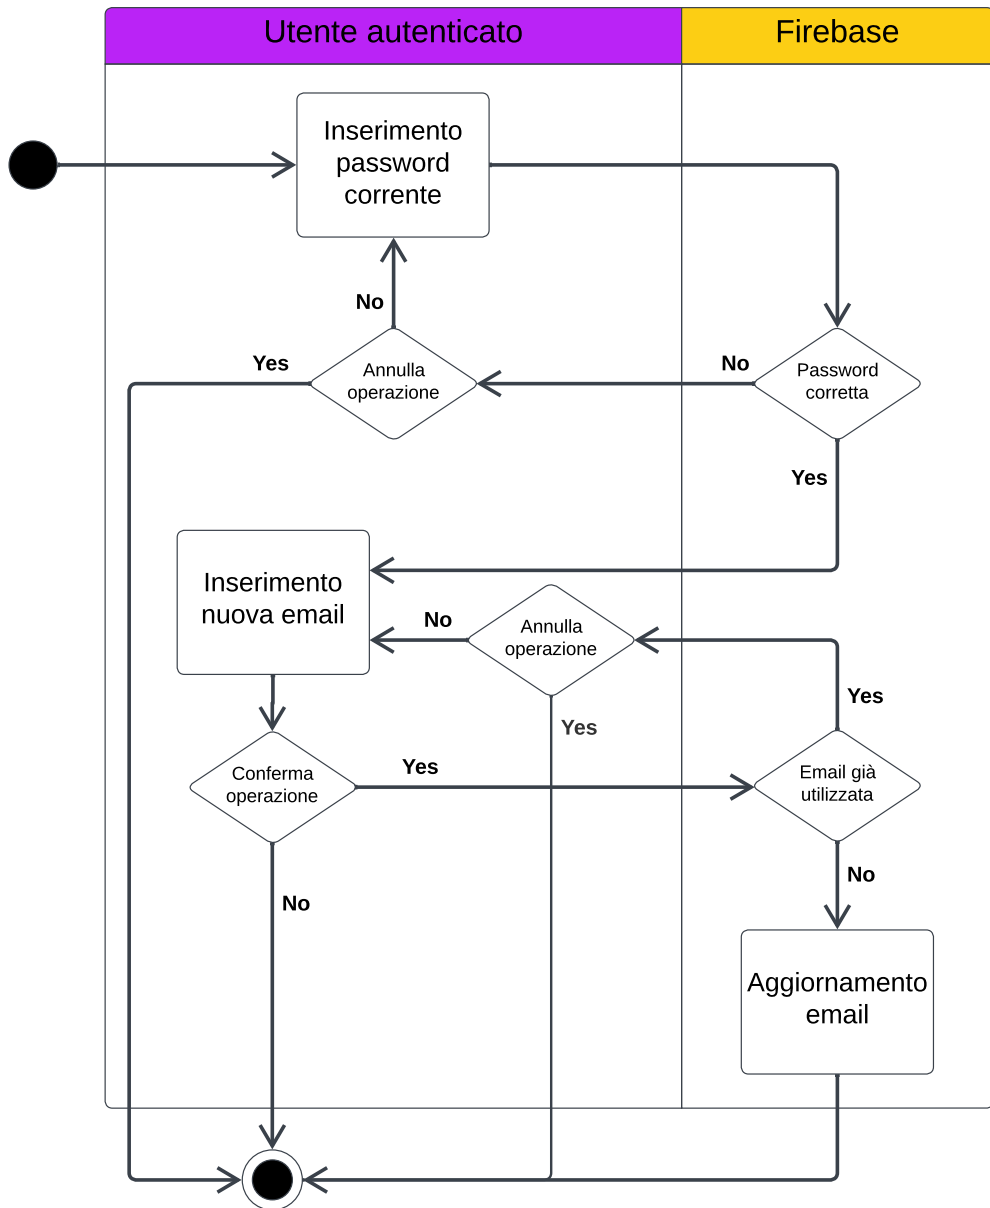 Utente autenticato
Firebase
Inserimento
password
corrente
No
Yes
Annulla
operazione
No
Password
corretta
Yes
Inserimento
nuova email
No
Annulla
operazione
Yes
Yes
Conferma
operazione
Yes
Email già
utilizzata
No
No
Aggiornamento
email